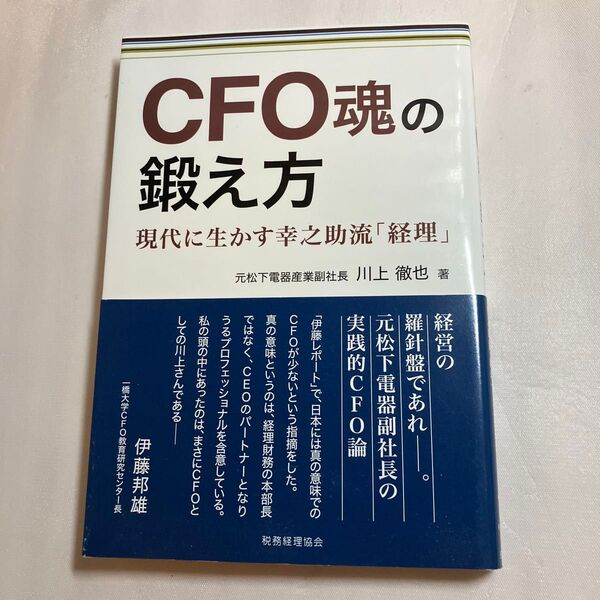 CFO魂の
鍛え方
現代に生かす幸之助流「経理」
元松下電器産業副社長 川上 徹也 著
経営の
羅針盤であれ――。
元松下電器副社長の
実践的CFO論
「伊藤レポート」で、日本には真の意味での
CFOが少ないという指摘をした。
真の意味というのは、経理財務の本部長
ではなく、CEOのパートナーとなり
うるプロフェッショナルを含意している。
私の頭の中にあったのは、まさにCFOと
しての川上さんである――
一橋大学CFO教育研究センター長
伊藤邦雄
税務経理協会